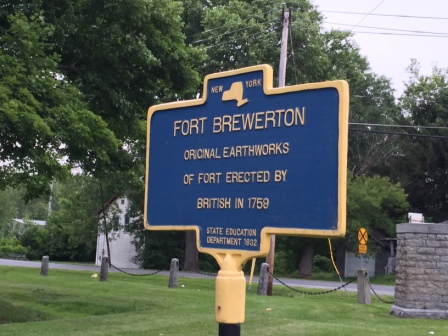 NEW YORK
FORT BREWERTON
ORIGINAL EARTHWORKS
OF FORT ERECTED BY
BRITISH IN 1759
STATE EDUCATION
DEPARTMENT 1932